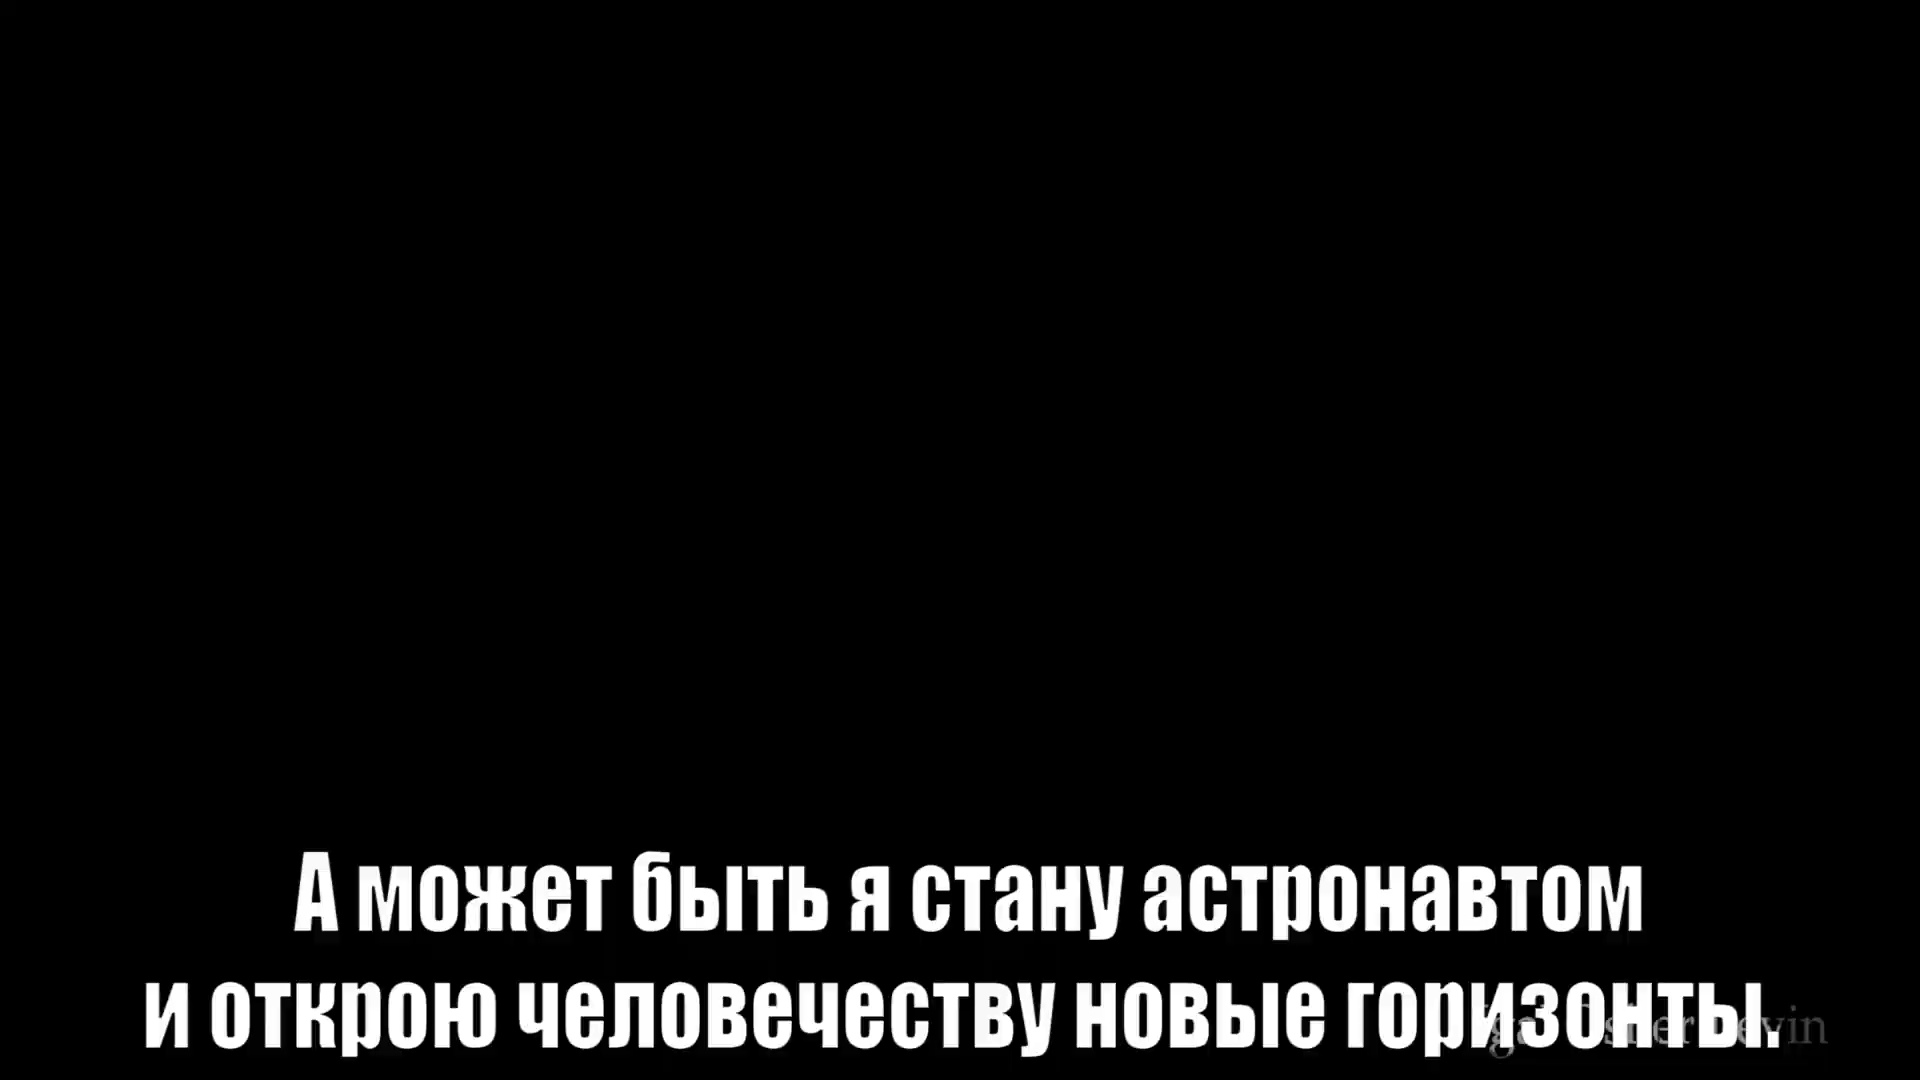 А может быть я стану астронавтом
и открою человечеству новые горизонты.